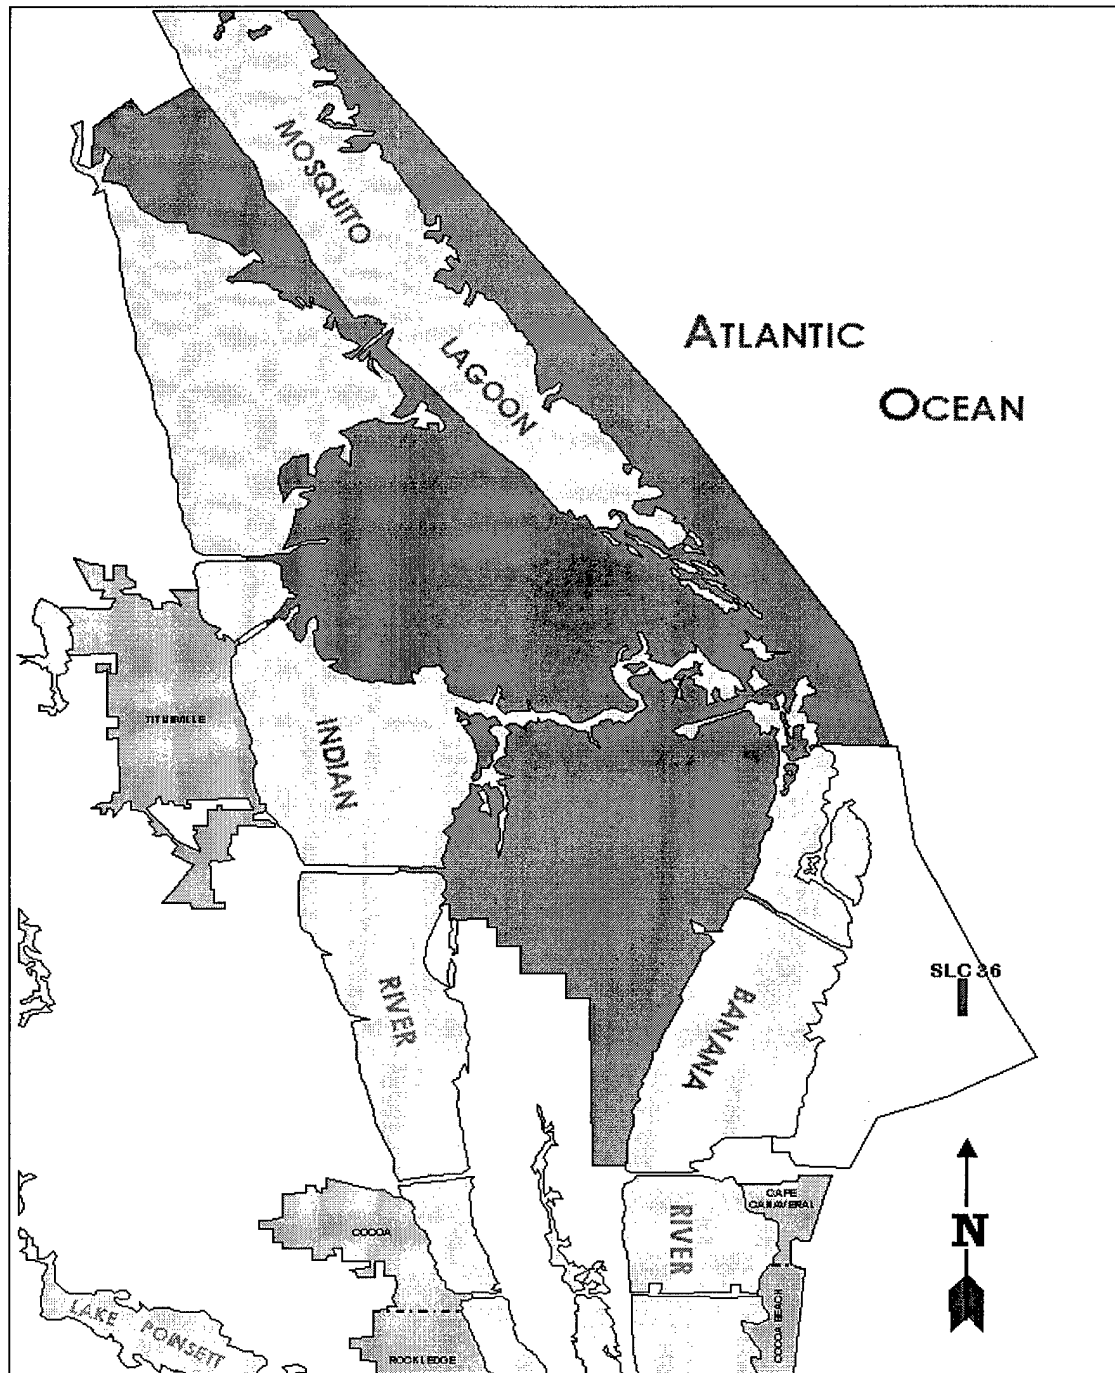 MOSQUITO
LAGOON
ATLANTIC
OCEAN
TITUSVILLE
INDIAN
RIVER
SLC 36
BANANA
RIVER
CAPE
CANAVERAL
COCOA
N
LAKE POINSETT
ROCKLEDGE
COCOA BEACH